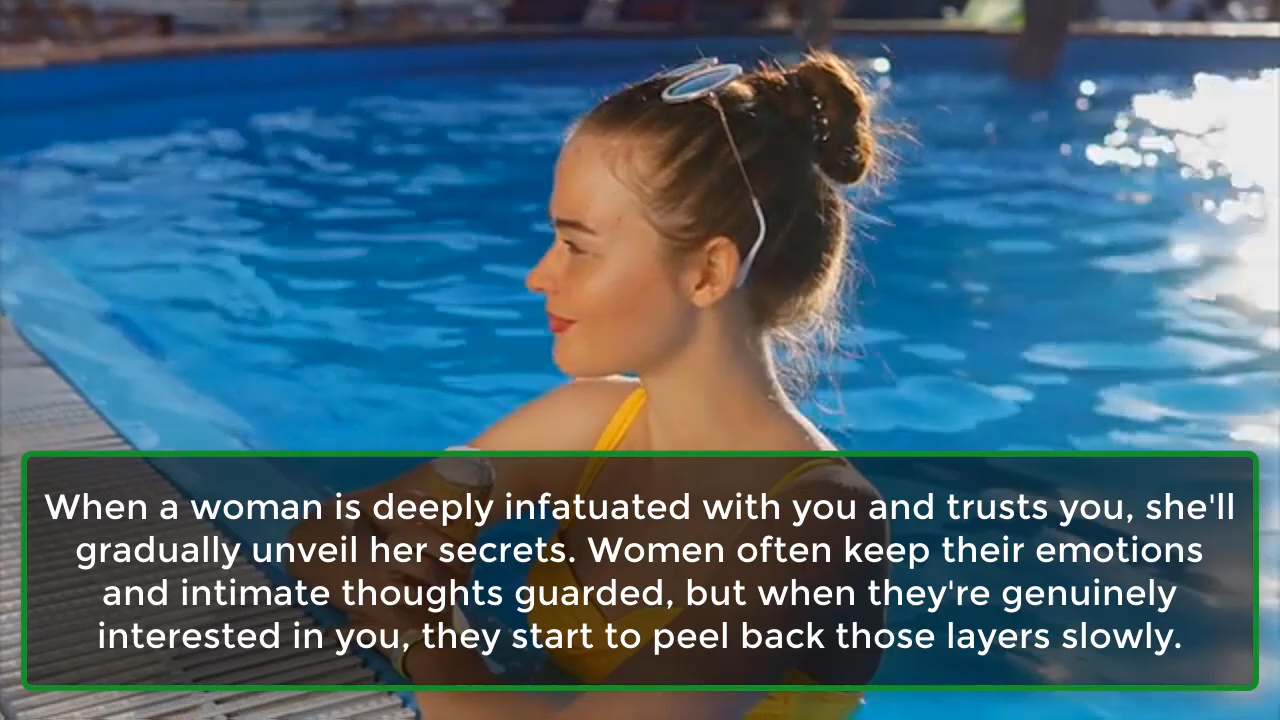 When a woman is deeply infatuated with you and trusts you, she'll
gradually unveil her secrets. Women often keep their emotions
and intimate thoughts guarded, but when they're genuinely
interested in you, they start to peel back those layers slowly.